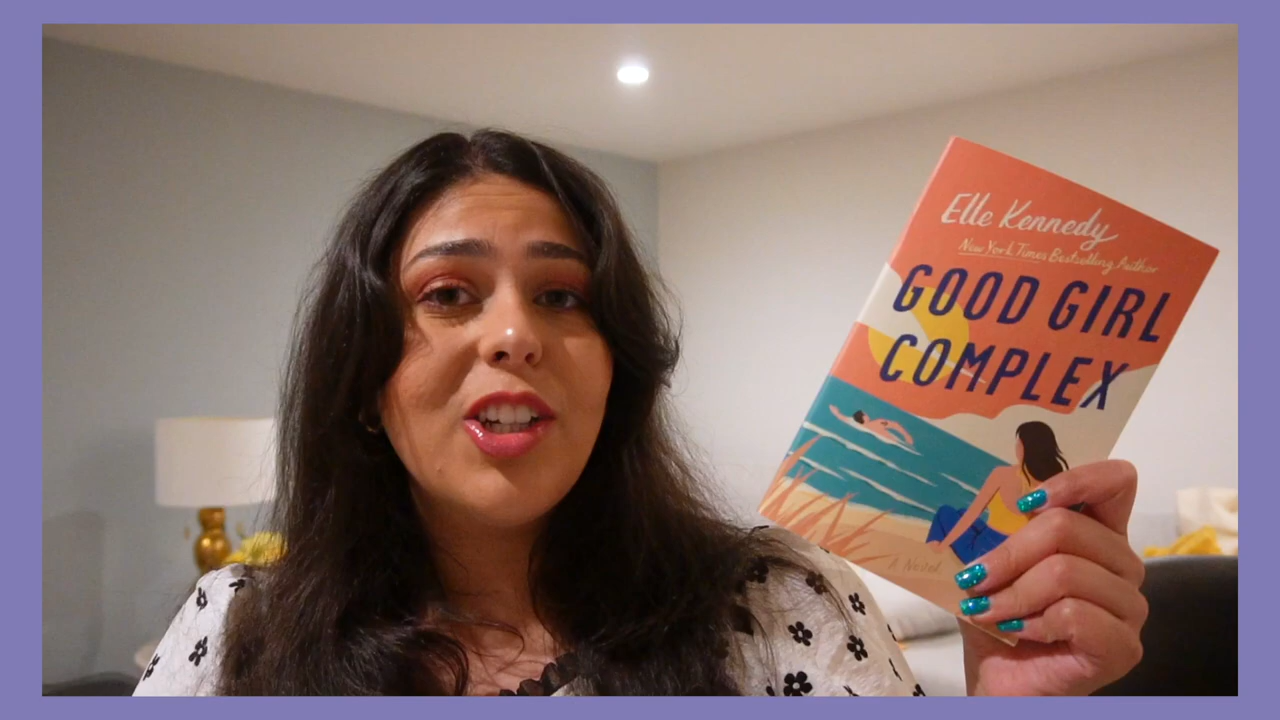 Elle Kennedy
New York Times Bestselling Author
GOOD GIRL
COMPLEX
A Novel